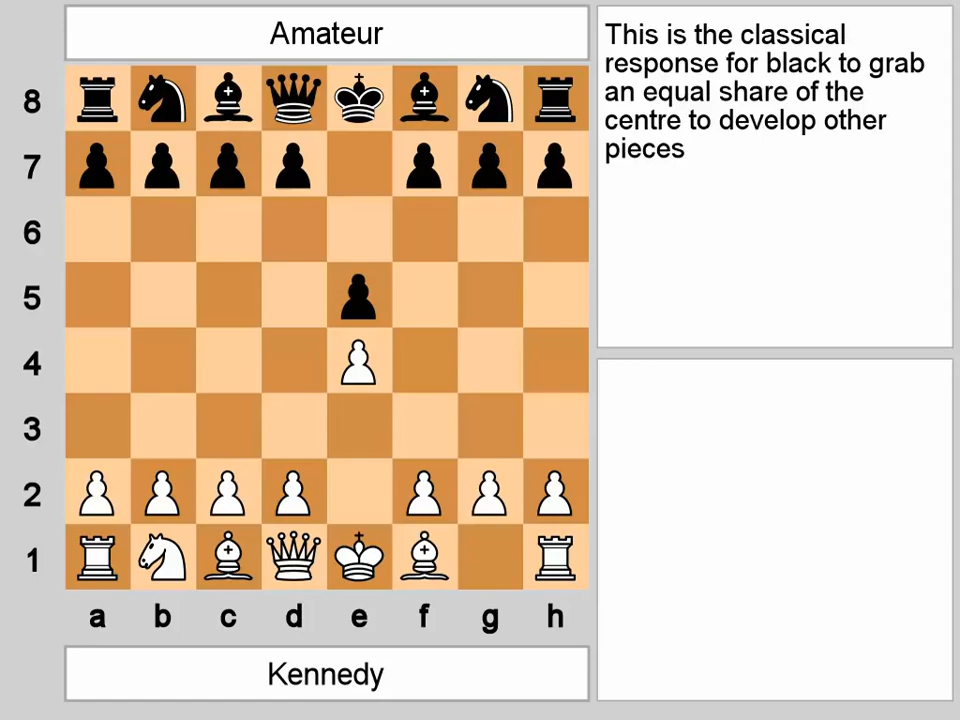 Amateur
This is the classical
response for black to grab
an equal share of the
centre to develop other
pieces
8
7
6
5
4
3
2
1
a b c d e f g h
Kennedy